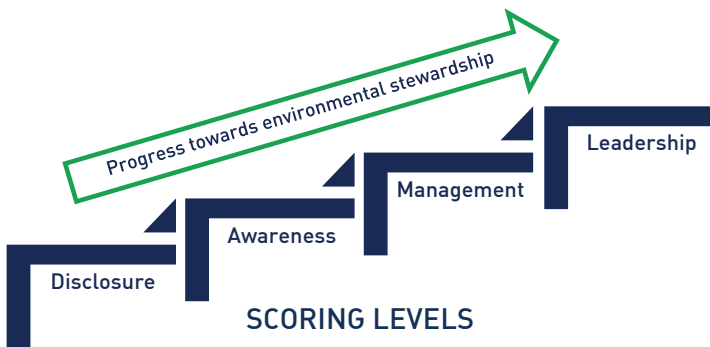 Progress towards environmental stewardship
Leadership
Management
Awareness
Disclosure
SCORING LEVELS